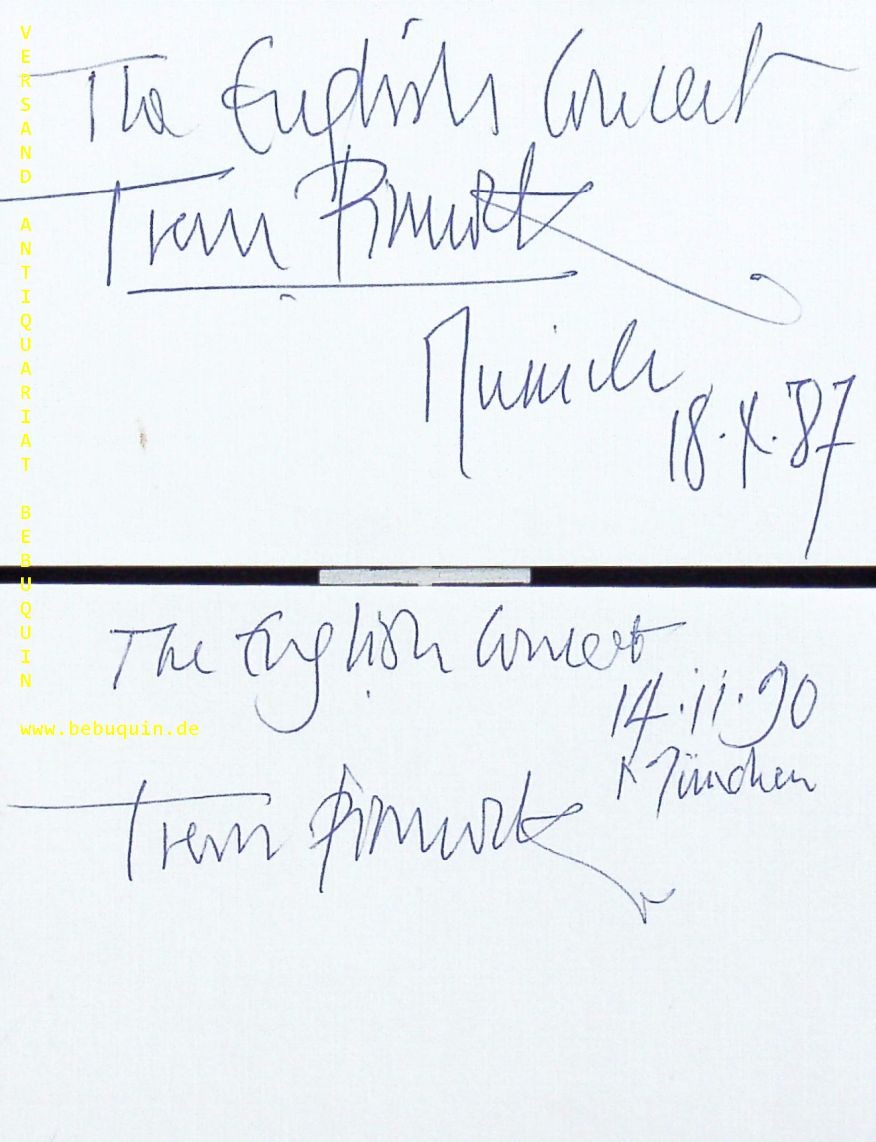 The English Concert
Trevor Pinnock
Munich
18.X.87
The English Concert
14.11.90
München
Trevor Pinnock
VERSAND ANTIQUARIAT BEBUQUIN
www.bebuquin.de